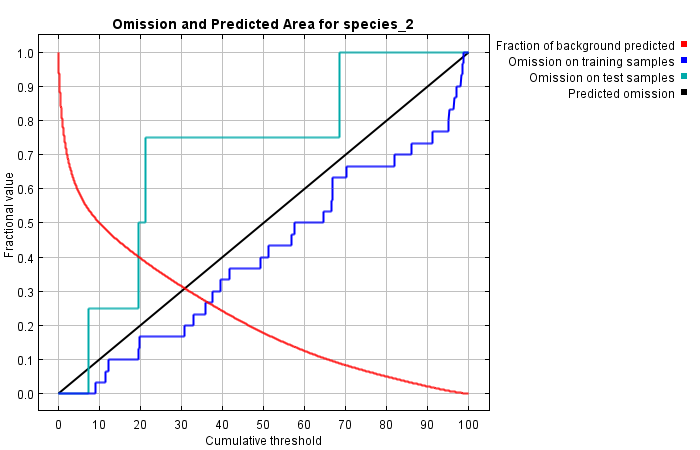 Omission and Predicted Area for species_2
Fraction of background predicted
Omission on training samples
Omission on test samples
Predicted omission
Fractional value
1.0
0.9
0.8
0.7
0.6
0.5
0.4
0.3
0.2
0.1
0.0
0 10 20 30 40 50 60 70 80 90 100
Cumulative threshold